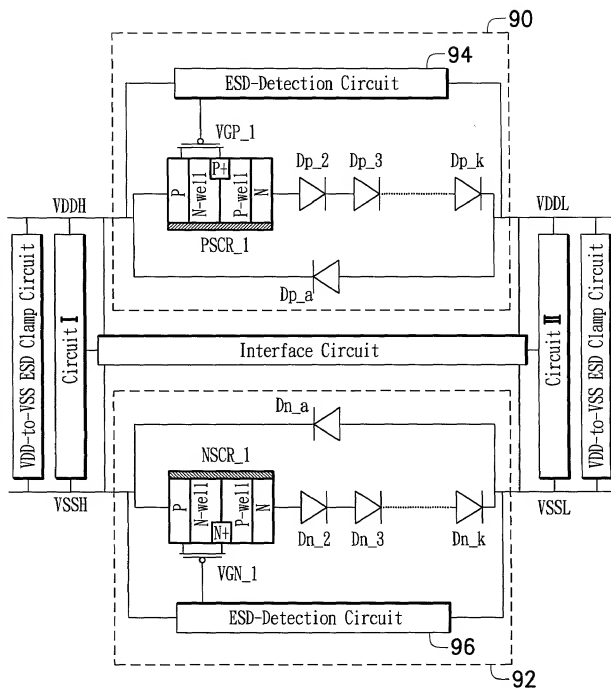 90
94
ESD-Detection Circuit
VGP_1
P
N-well
P+
P-well
N
Dp_2
Dp_3
Dp_k
VDDH
VDDL
PSCR_1
Dp_a
VDD-to-VSS ESD Clamp Circuit
Circuit I
Interface Circuit
Circuit II
VDD-to-VSS ESD Clamp Circuit
Dn_a
NSCR_1
P
N-well
N+
P-well
N
VSSH
VSSL
Dn_2
Dn_3
Dn_k
VGN_1
ESD-Detection Circuit
96
92